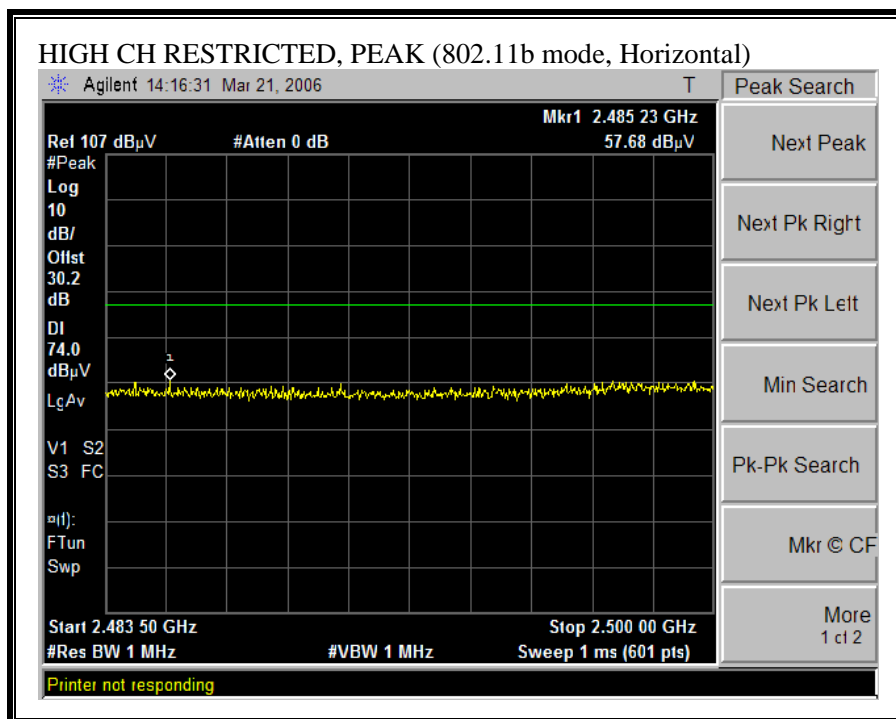 HIGH CH RESTRICTED, PEAK (802.11b mode, Horizontal)
Agilent 14:16:31 Mar 21, 2006 T
Peak Search
Mkr1 2.485 23 GHz
Ref 107 dBµV #Atten 0 dB 57.68 dBµV
#Peak
Log
10
dB/
Offst
30.2
dB
DI
74.0
dBµV
LgAv
1
V1 S2
S3 FC
¤(f):
FTun
Swp
Start 2.483 50 GHz Stop 2.500 00 GHz
#Res BW 1 MHz #VBW 1 MHz Sweep 1 ms (601 pts)
Printer not responding
Next Peak
Next Pk Right
Next Pk Left
Min Search
Pk-Pk Search
Mkr © CF
More
1 of 2